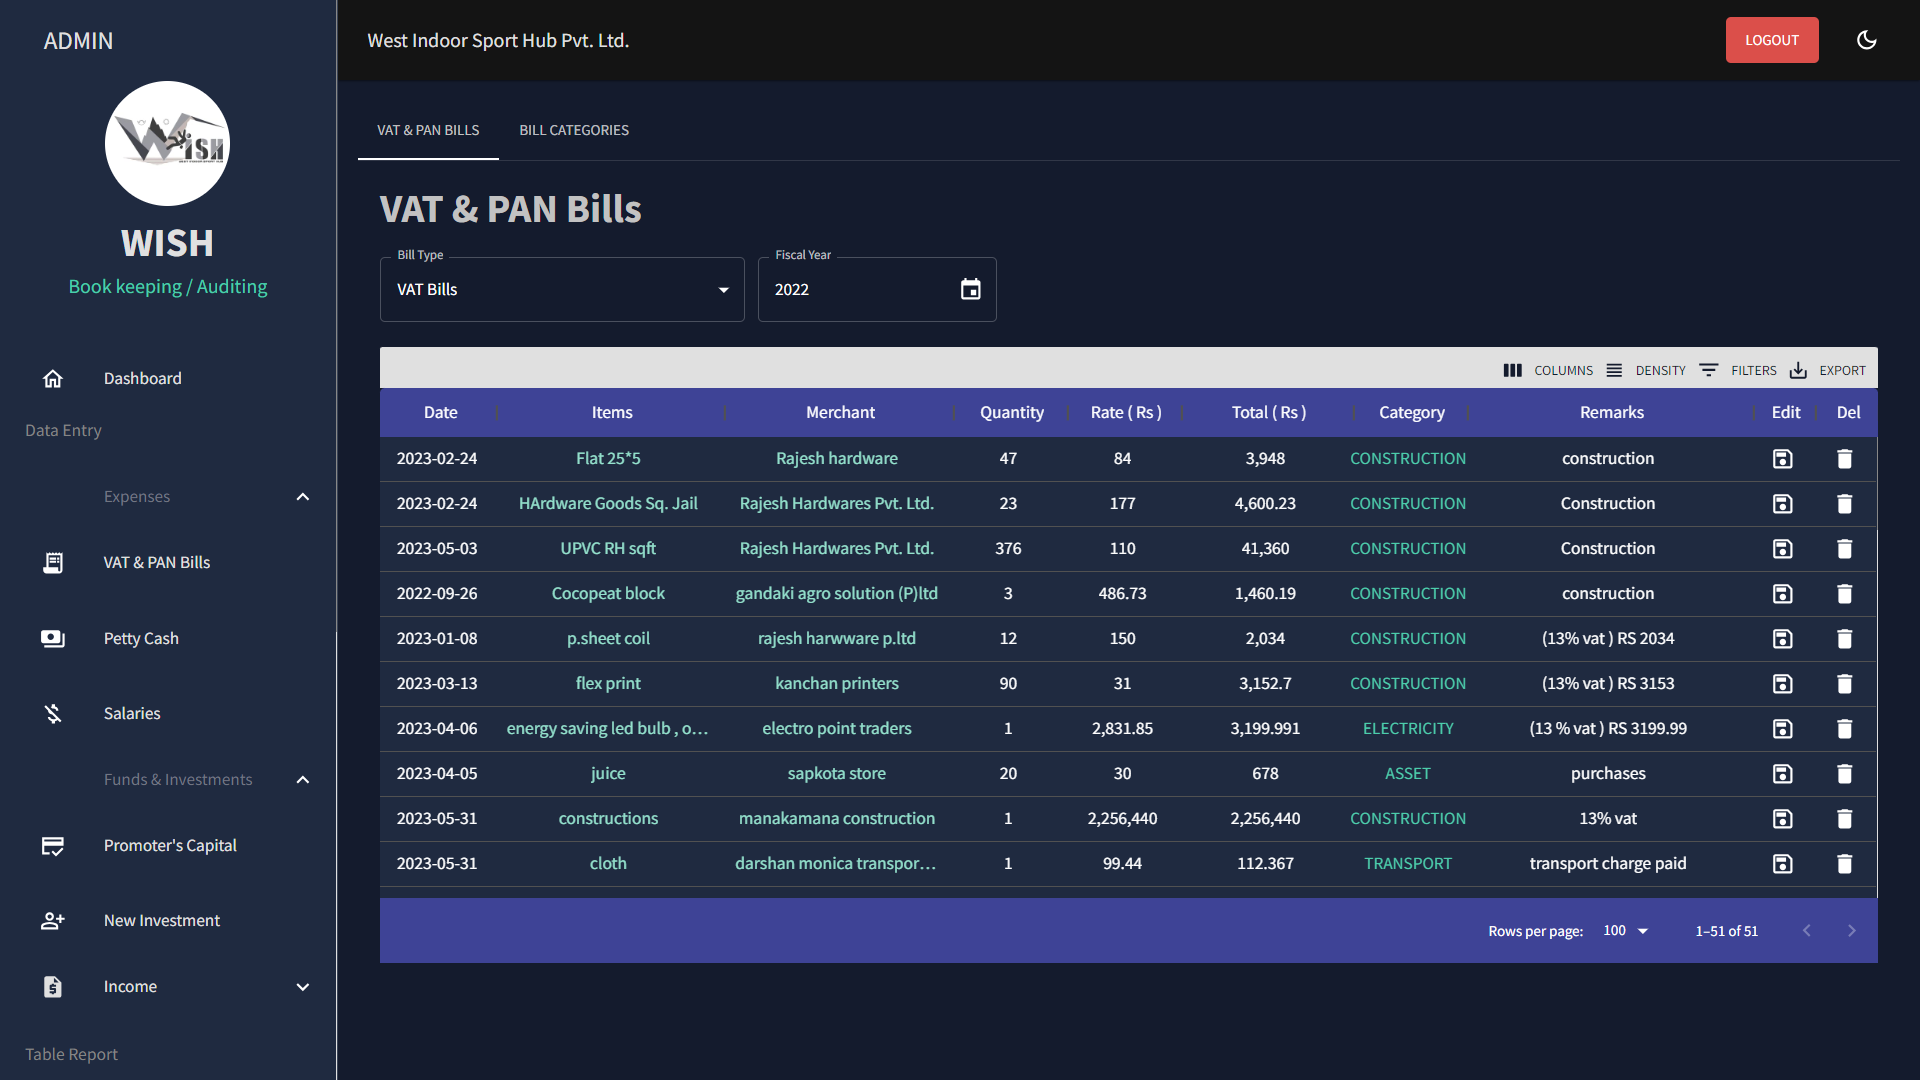 ADMIN
West Indoor Sport Hub Pvt. Ltd.
LOGOUT
WiSH
WISH
Book keeping / Auditing
Dashboard
Data Entry
Expenses
VAT & PAN Bills
Petty Cash
Salaries
Funds & Investments
Promoter's Capital
New Investment
Income
Table Report
VAT & PAN BILLS BILL CATEGORIES
VAT & PAN Bills
Bill Type
VAT Bills
Fiscal Year
2022
COLUMNS DENSITY FILTERS EXPORT
Date Items Merchant Quantity Rate ( Rs ) Total ( Rs ) Category Remarks Edit Del
2023-02-24 Flat 25*5 Rajesh hardware 47 84 3,948 CONSTRUCTION construction
2023-02-24 HArdware Goods Sq. Jail Rajesh Hardwares Pvt. Ltd. 23 177 4,600.23 CONSTRUCTION Construction
2023-05-03 UPVC RH sqft Rajesh Hardwares Pvt. Ltd. 376 110 41,360 CONSTRUCTION Construction
2022-09-26 Cocopeat block gandaki agro solution (P)ltd 3 486.73 1,460.19 CONSTRUCTION construction
2023-01-08 p.sheet coil rajesh harwware p.ltd 12 150 2,034 CONSTRUCTION (13% vat ) RS 2034
2023-03-13 flex print kanchan printers 90 31 3,152.7 CONSTRUCTION (13% vat ) RS 3153
2023-04-06 energy saving led bulb , o... electro point traders 1 2,831.85 3,199.991 ELECTRICITY (13 % vat ) RS 3199.99
2023-04-05 juice sapkota store 20 30 678 ASSET purchases
2023-05-31 constructions manakamana construction 1 2,256,440 2,256,440 CONSTRUCTION 13% vat
2023-05-31 cloth darshan monica transpor... 1 99.44 112.367 TRANSPORT transport charge paid
Rows per page: 100 1–51 of 51